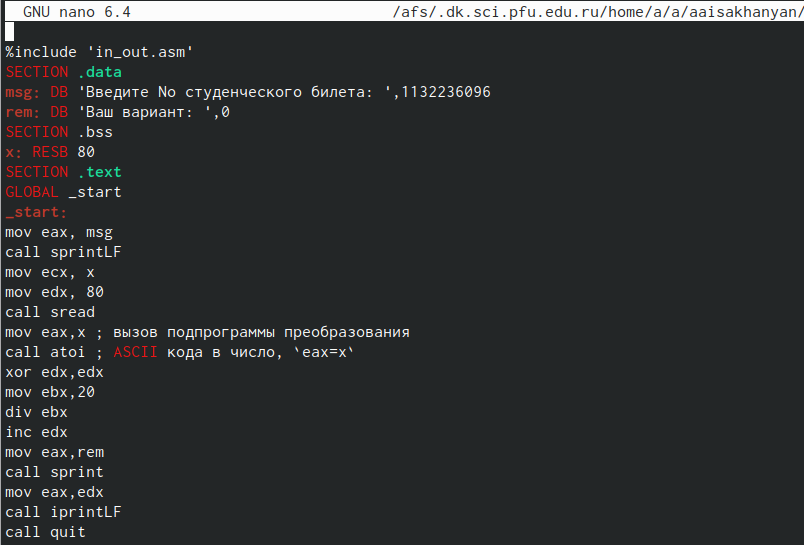 GNU nano 6.4 /afs/.dk.sci.pfu.edu.ru/home/a/a/aaisakhanyan/
%include 'in_out.asm'
SECTION .data
msg: DB 'Введите No студенческого билета: ',1132236096
rem: DB 'Ваш вариант: ',0
SECTION .bss
x: RESB 80
SECTION .text
GLOBAL _start
_start:
mov eax, msg
call sprintLF
mov ecx, x
mov edx, 80
call sread
mov eax,x ; вызов подпрограммы преобразования
call atoi ; ASCII кода в число, `eax=x`
xor edx,edx
mov ebx,20
div ebx
inc edx
mov eax,rem
call sprint
mov eax,edx
call iprintLF
call quit